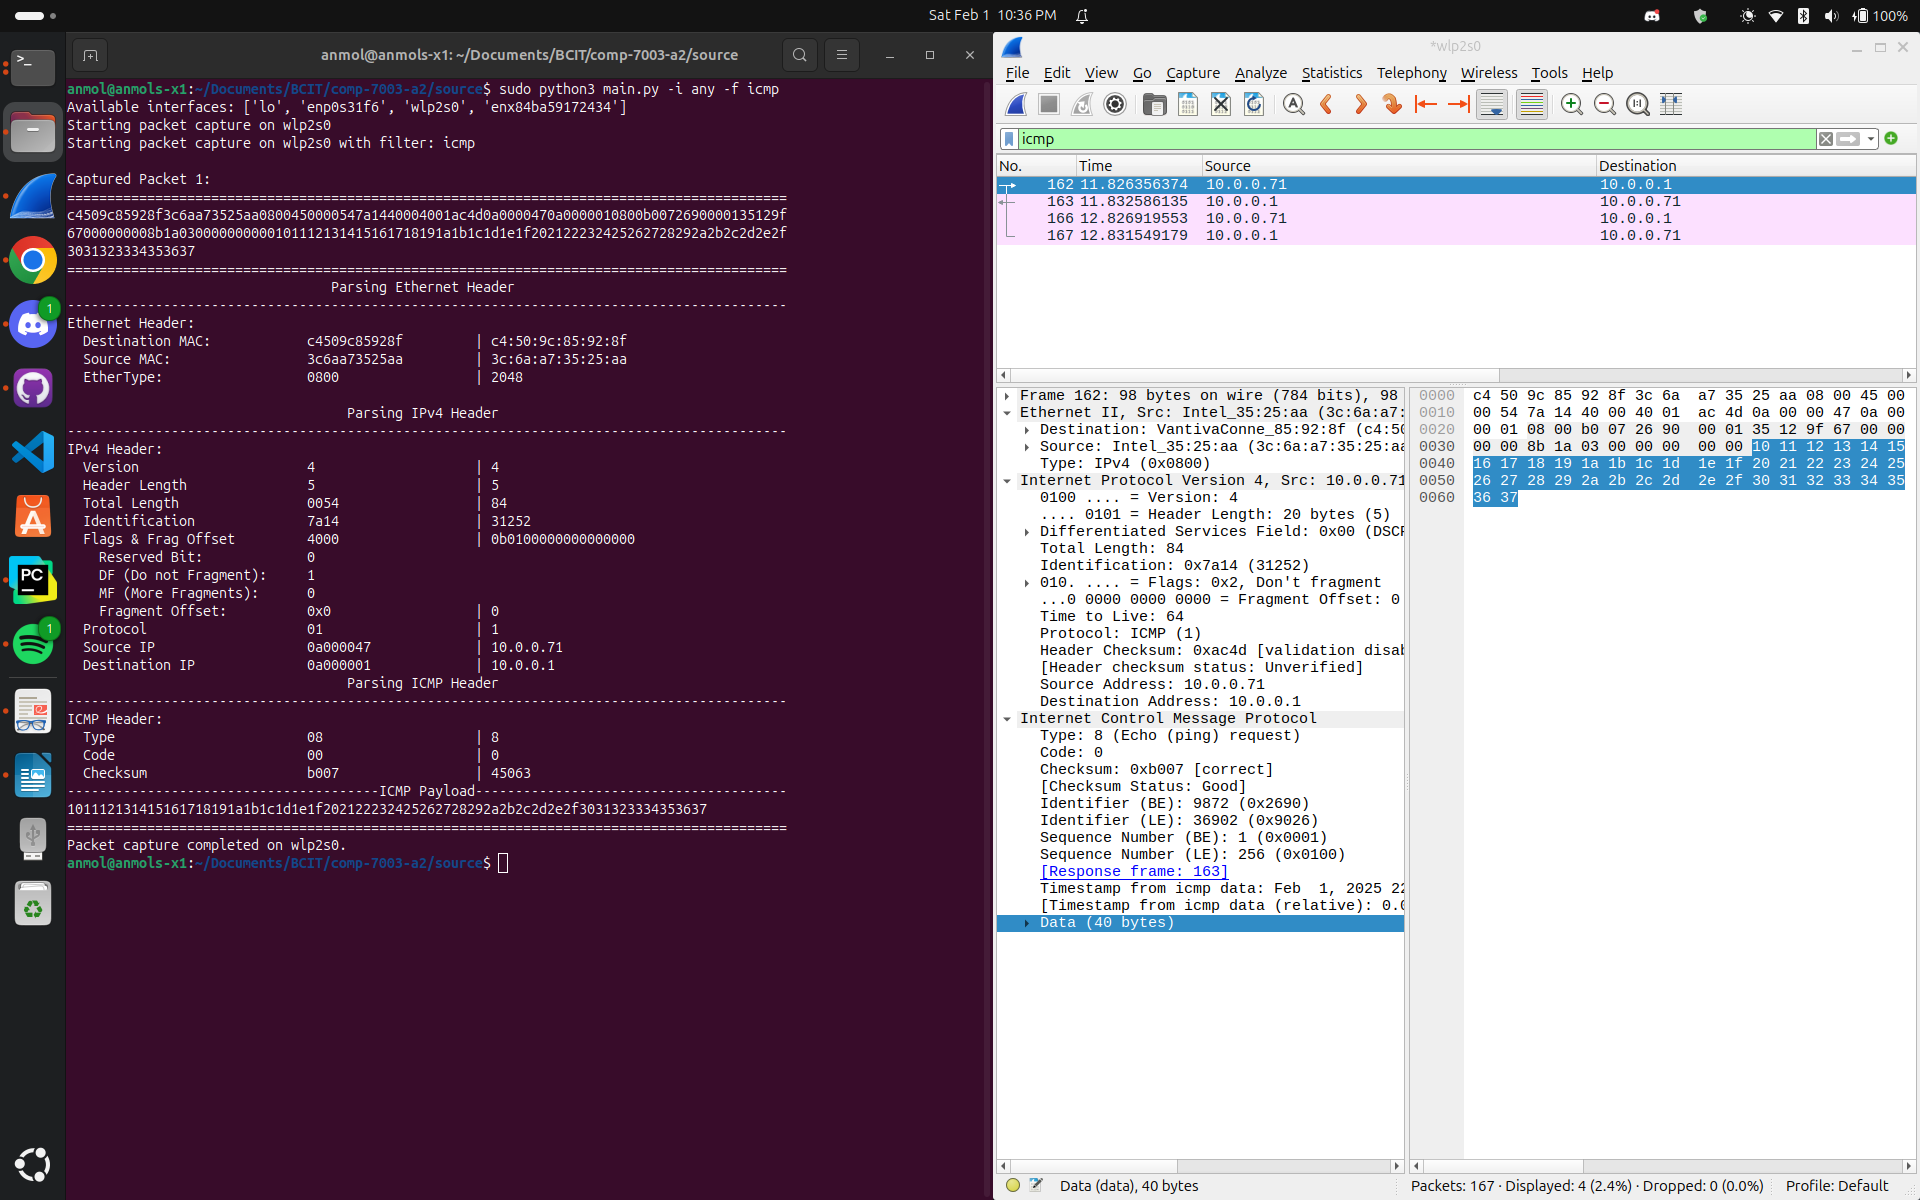 Sat Feb 1  10:36 PM
100%
anmol@anmols-x1: ~/Documents/BCIT/comp-7003-a2/source
anmol@anmols-x1:~/Documents/BCIT/comp-7003-a2/source$ sudo python3 main.py -i any -f icmp
Available interfaces: ['lo', 'enp0s31f6', 'wlp2s0', 'enx84ba59172434']
Starting packet capture on wlp2s0
Starting packet capture on wlp2s0 with filter: icmp
Captured Packet 1:
==========================================================================================
c4509c85928f3c6aa73525aa0800450000547a1440004001ac4d0a0000470a0000010800b0072690000135129f
67000000008b1a030000000000101112131415161718191a1b1c1d1e1f202122232425262728292a2b2c2d2e2f
3031323334353637
==========================================================================================
Parsing Ethernet Header
------------------------------------------------------------------------------------------
Ethernet Header:
Destination MAC: c4509c85928f | c4:50:9c:85:92:8f
Source MAC: 3c6aa73525aa | 3c:6a:a7:35:25:aa
EtherType: 0800 | 2048
Parsing IPv4 Header
------------------------------------------------------------------------------------------
IPv4 Header:
Version 4 | 4
Header Length 5 | 5
Total Length 0054 | 84
Identification 7a14 | 31252
Flags & Frag Offset 4000 | 0b0100000000000000
Reserved Bit: 0
DF (Do not Fragment): 1
MF (More Fragments): 0
Fragment Offset: 0x0 | 0
Protocol 01 | 1
Source IP 0a000047 | 10.0.0.71
Destination IP 0a000001 | 10.0.0.1
Parsing ICMP Header
------------------------------------------------------------------------------------------
ICMP Header:
Type 08 | 8
Code 00 | 0
Checksum b007 | 45063
---------------------------------------ICMP Payload---------------------------------------
101112131415161718191a1b1c1d1e1f202122232425262728292a2b2c2d2e2f3031323334353637
==========================================================================================
Packet capture completed on wlp2s0.
anmol@anmols-x1:~/Documents/BCIT/comp-7003-a2/source$
1
PC
1
*wlp2s0
File Edit View Go Capture Analyze Statistics Telephony Wireless Tools Help
icmp
No. Time Source Destination
162 11.826356374 10.0.0.71 10.0.0.1
163 11.832586135 10.0.0.1 10.0.0.71
166 12.826919553 10.0.0.71 10.0.0.1
167 12.831549179 10.0.0.1 10.0.0.71
Frame 162: 98 bytes on wire (784 bits), 98
Ethernet II, Src: Intel_35:25:aa (3c:6a:a7:
Destination: VantivaConne_85:92:8f (c4:50
Source: Intel_35:25:aa (3c:6a:a7:35:25:aa
Type: IPv4 (0x0800)
Internet Protocol Version 4, Src: 10.0.0.71
0100 .... = Version: 4
.... 0101 = Header Length: 20 bytes (5)
Differentiated Services Field: 0x00 (DSCP
Total Length: 84
Identification: 0x7a14 (31252)
010. .... = Flags: 0x2, Don't fragment
...0 0000 0000 0000 = Fragment Offset: 0
Time to Live: 64
Protocol: ICMP (1)
Header Checksum: 0xac4d [validation disab
[Header checksum status: Unverified]
Source Address: 10.0.0.71
Destination Address: 10.0.0.1
Internet Control Message Protocol
Type: 8 (Echo (ping) request)
Code: 0
Checksum: 0xb007 [correct]
[Checksum Status: Good]
Identifier (BE): 9872 (0x2690)
Identifier (LE): 36902 (0x9026)
Sequence Number (BE): 1 (0x0001)
Sequence Number (LE): 256 (0x0100)
[Response frame: 163]
Timestamp from icmp data: Feb  1, 2025 22
[Timestamp from icmp data (relative): 0.0
Data (40 bytes)
0000 c4 50 9c 85 92 8f 3c 6a a7 35 25 aa 08 00 45 00
0010 00 54 7a 14 40 00 40 01 ac 4d 0a 00 00 47 0a 00
0020 00 01 08 00 b0 07 26 90 00 01 35 12 9f 67 00 00
0030 00 00 8b 1a 03 00 00 00 00 00 10 11 12 13 14 15
0040 16 17 18 19 1a 1b 1c 1d 1e 1f 20 21 22 23 24 25
0050 26 27 28 29 2a 2b 2c 2d 2e 2f 30 31 32 33 34 35
0060 36 37
Data (data), 40 bytes
Packets: 167 · Displayed: 4 (2.4%) · Dropped: 0 (0.0%)
Profile: Default